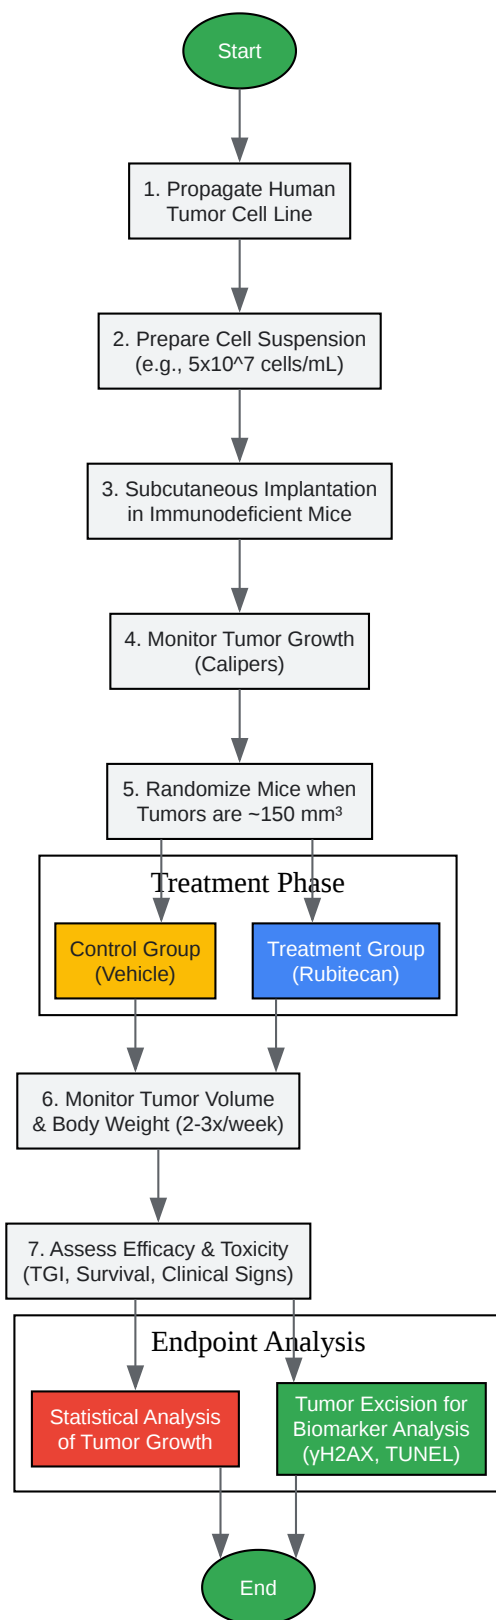 Start
1. Propagate Human
Tumor Cell Line
2. Prepare Cell Suspension
(e.g., 5x10^7 cells/mL)
3. Subcutaneous Implantation
in Immunodeficient Mice
4. Monitor Tumor Growth
(Calipers)
5. Randomize Mice when
Tumors are ~150 mm³
Treatment Phase
Control Group
(Vehicle)
Treatment Group
(Rubitecan)
6. Monitor Tumor Volume
& Body Weight (2-3x/week)
7. Assess Efficacy & Toxicity
(TGI, Survival, Clinical Signs)
Endpoint Analysis
Statistical Analysis
of Tumor Growth
Tumor Excision for
Biomarker Analysis
(γH2AX, TUNEL)
End